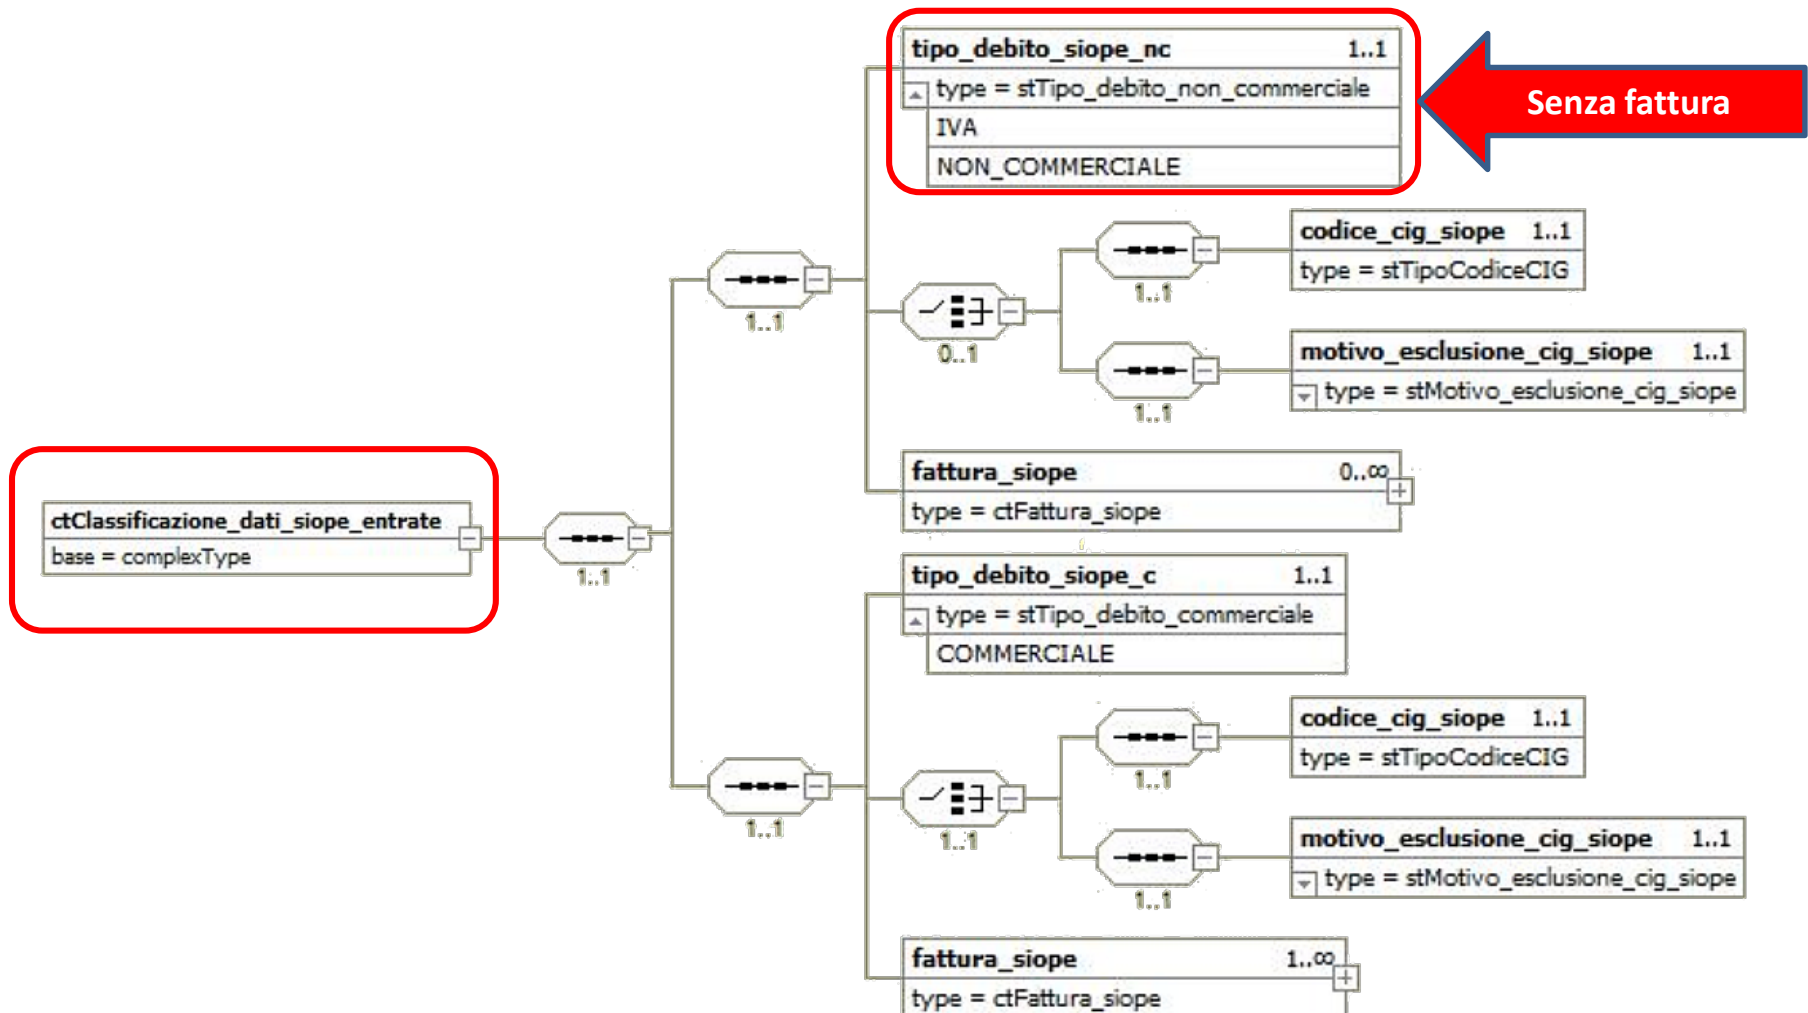 tipo_debito_siope_nc 1..1
type = stTipo_debito_non_commerciale
IVA
NON_COMMERCIALE
Senza fattura
codice_cig_siope 1..1
type = stTipoCodiceCIG
1..1
1..1
0..1
motivo_esclusione_cig_siope 1..1
type = stMotivo_esclusione_cig_siope
1..1
fattura_siope 0..∞
type = ctFattura_siope
ctClassificazione_dati_siope_entrate
base = complexType
1..1
tipo_debito_siope_c 1..1
type = stTipo_debito_commerciale
COMMERCIALE
codice_cig_siope 1..1
type = stTipoCodiceCIG
1..1
1..1
1..1
motivo_esclusione_cig_siope 1..1
type = stMotivo_esclusione_cig_siope
1..1
fattura_siope 1..∞
type = ctFattura_siope